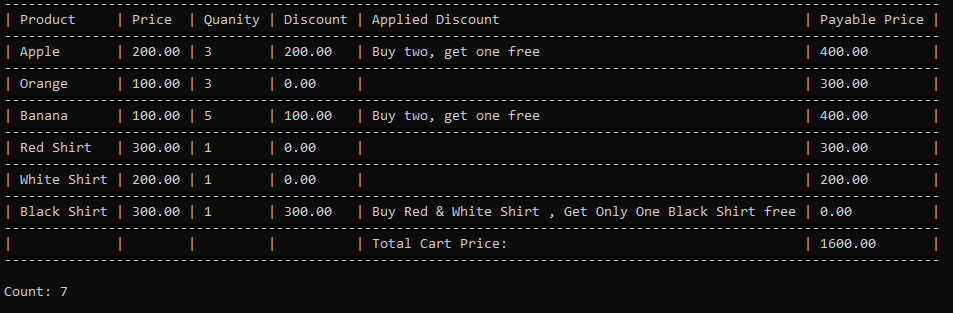 | Product | Price | Quanity | Discount | Applied Discount | Payable Price |
| Apple | 200.00 | 3 | 200.00 | Buy two, get one free | 400.00 |
| Orange | 100.00 | 3 | 0.00 | | 300.00 |
| Banana | 100.00 | 5 | 100.00 | Buy two, get one free | 400.00 |
| Red Shirt | 300.00 | 1 | 0.00 | | 300.00 |
| White Shirt | 200.00 | 1 | 0.00 | | 200.00 |
| Black Shirt | 300.00 | 1 | 300.00 | Buy Red & White Shirt , Get Only One Black Shirt free | 0.00 |
| | | | | Total Cart Price: | 1600.00 |
Count: 7